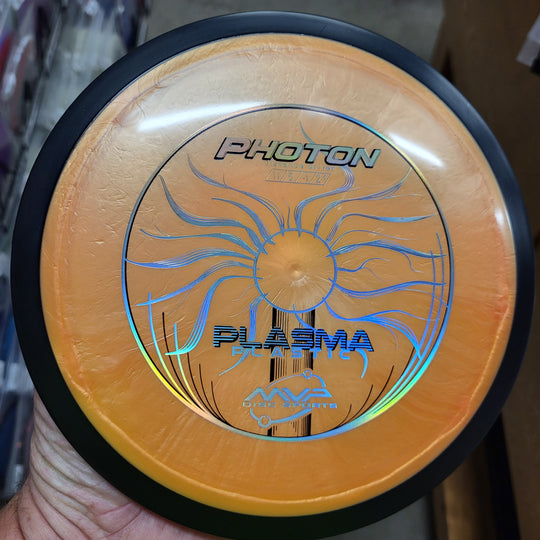 PHOTON
PLASMA
PLASTIC
MVP
DISC SPORTS